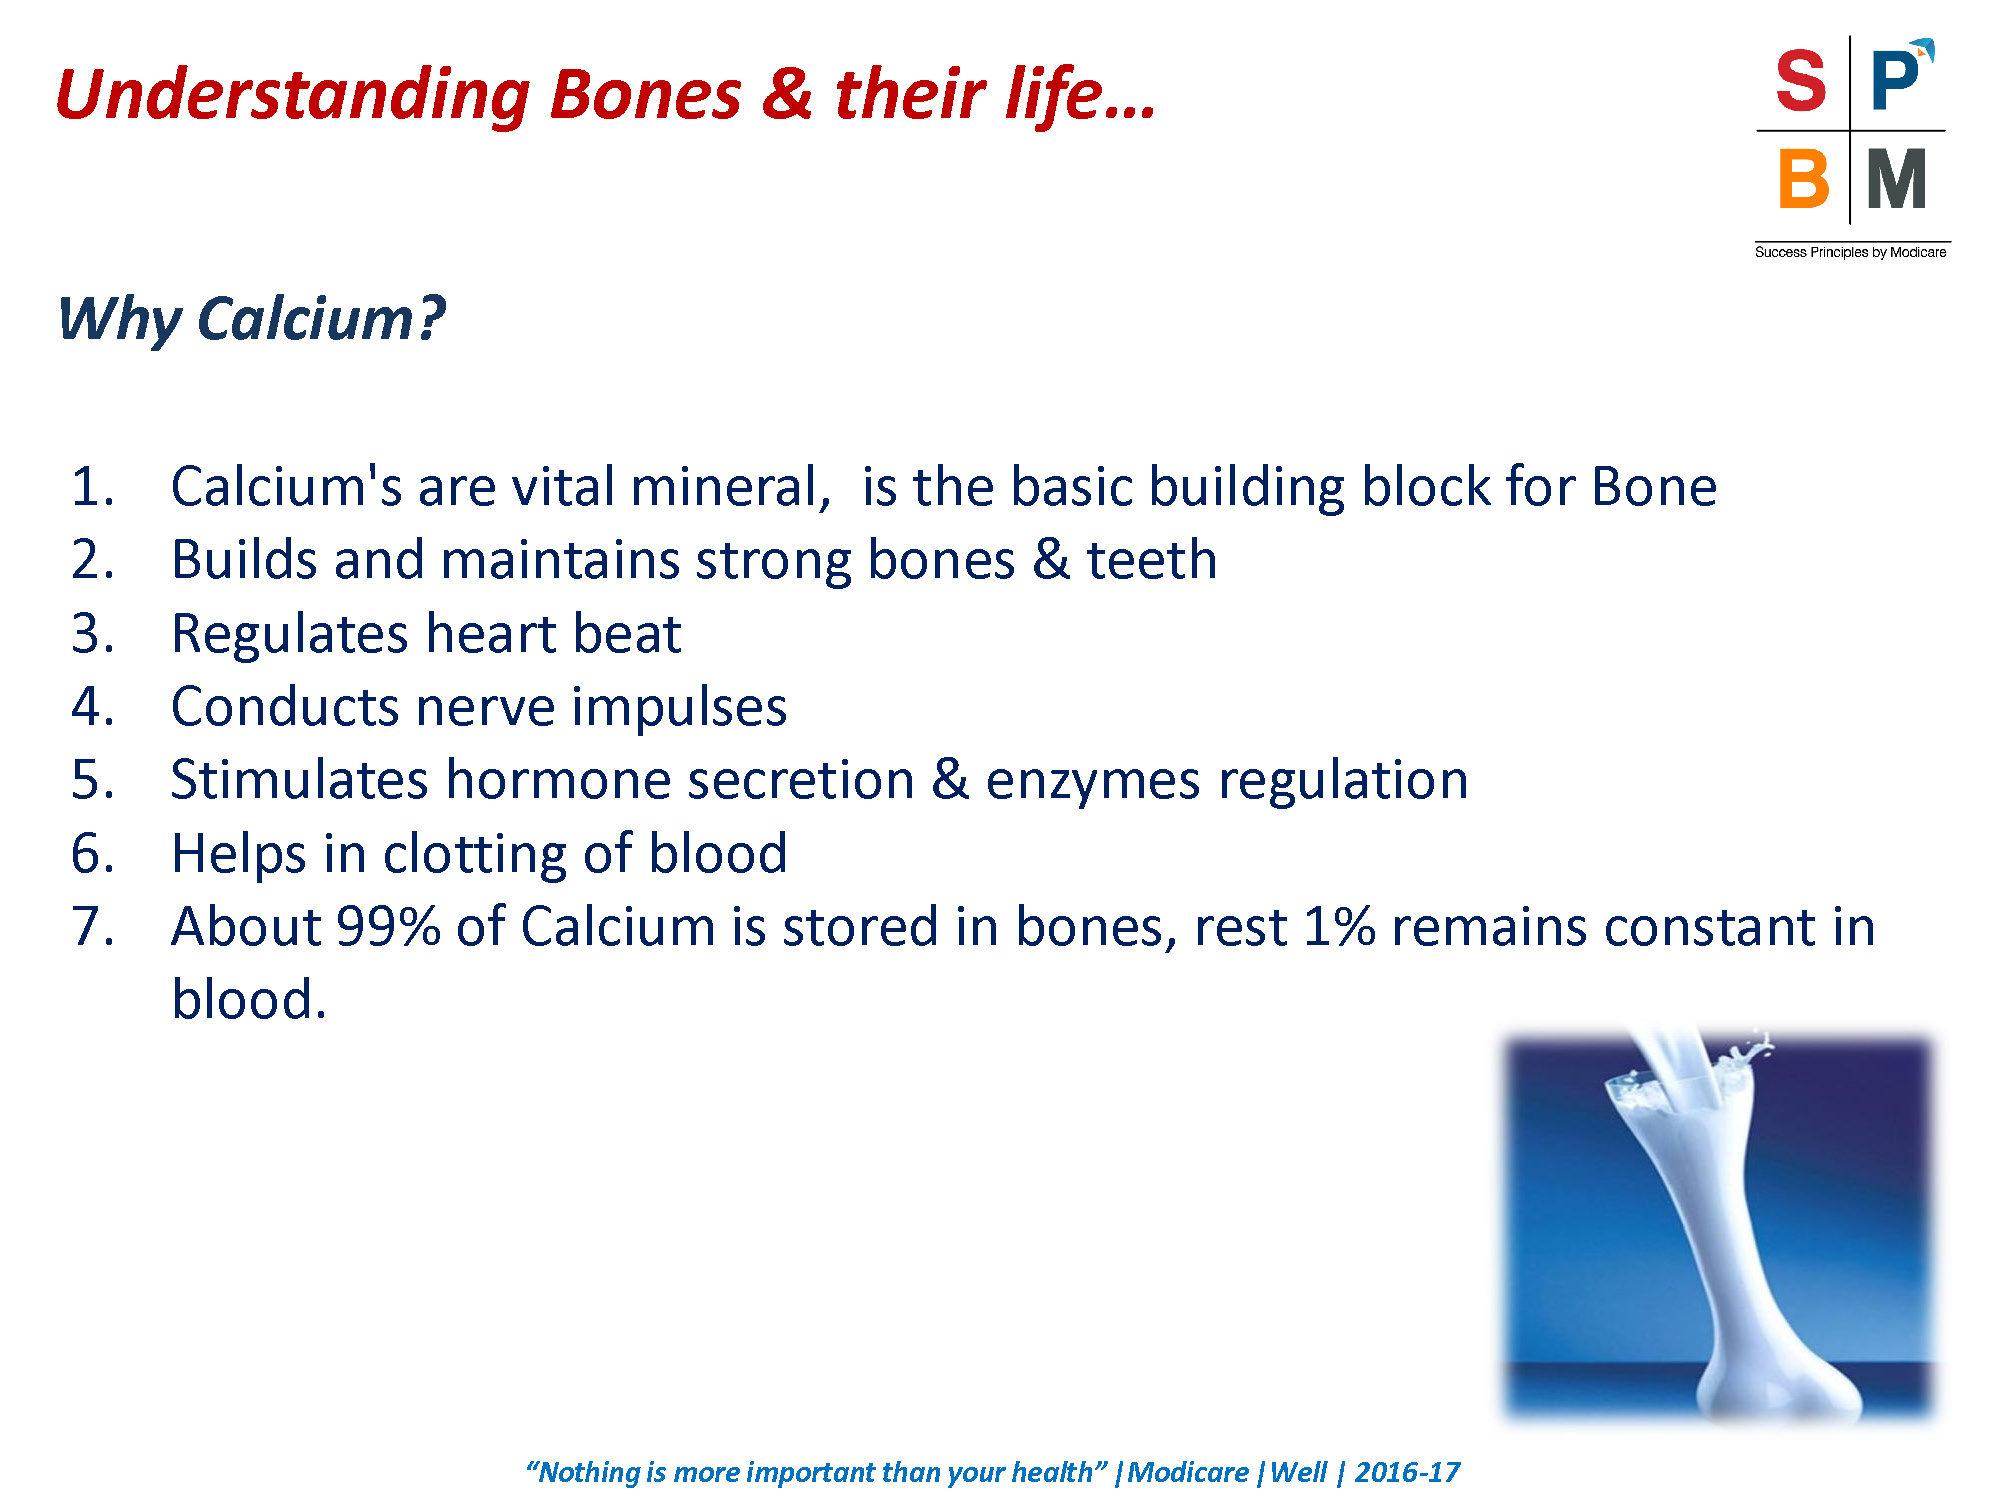 Understanding Bones & their life...
S P
B M
Success Principles by Modicare
Why Calcium?
1. Calcium's are vital mineral,  is the basic building block for Bone
2. Builds and maintains strong bones & teeth
3. Regulates heart beat
4. Conducts nerve impulses
5. Stimulates hormone secretion & enzymes regulation
6. Helps in clotting of blood
7. About 99% of Calcium is stored in bones, rest 1% remains constant in
blood.
“Nothing is more important than your health” |Modicare |Well | 2016-17